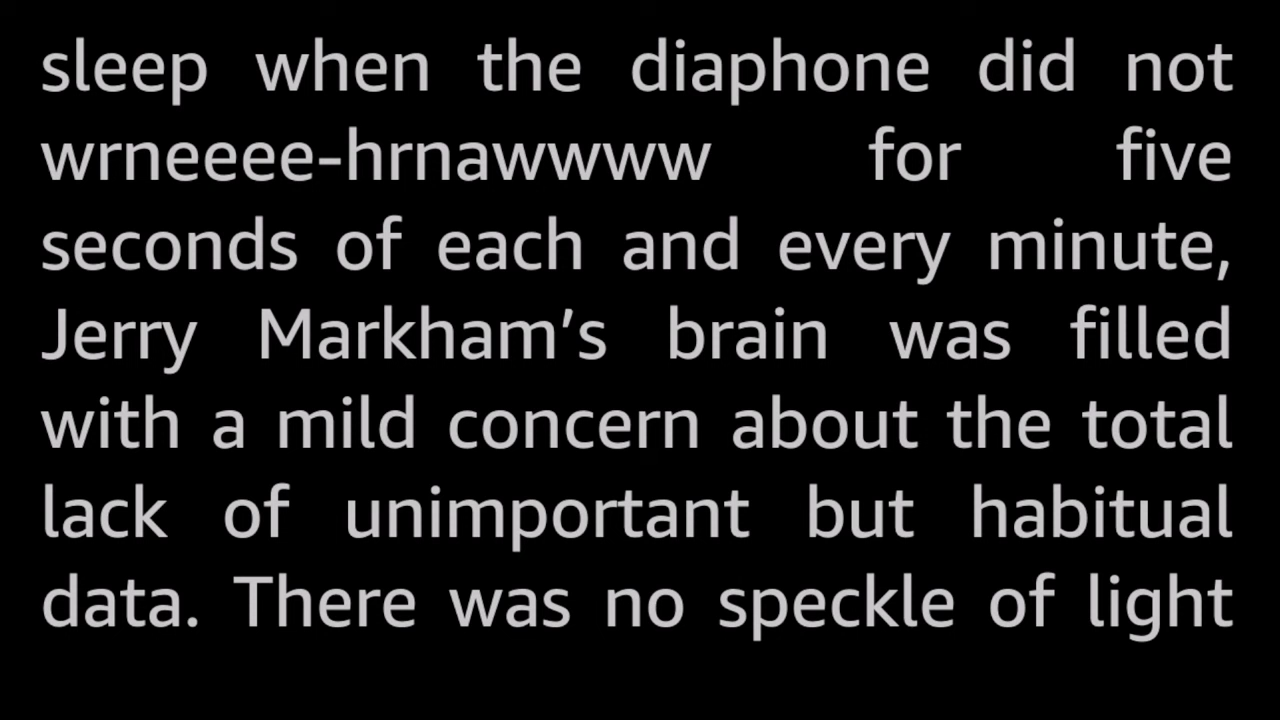 sleep when the diaphone did not
wrneeee-hrnawwww for five
seconds of each and every minute,
Jerry Markham’s brain was filled
with a mild concern about the total
lack of unimportant but habitual
data. There was no speckle of light